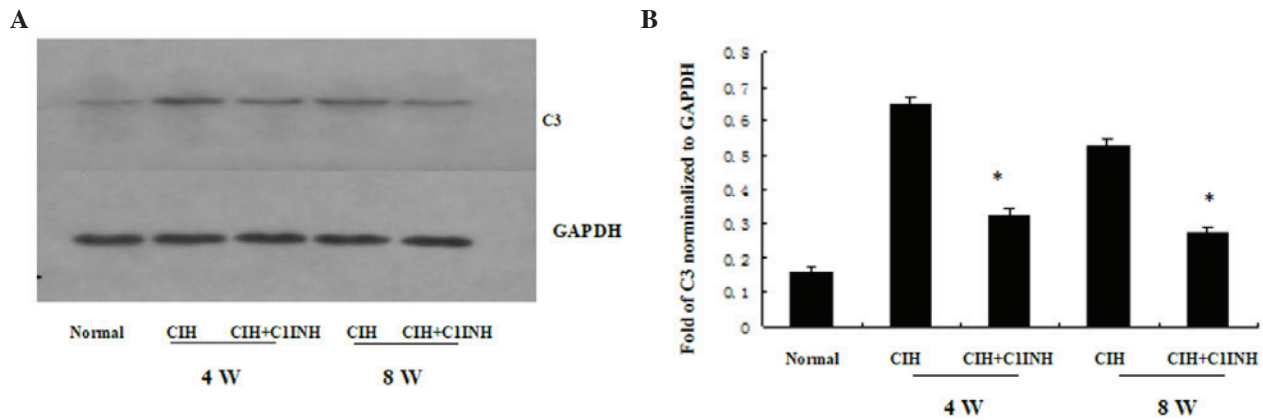 A
C3
GAPDH
Normal CIH CIH+C1INH CIH CIH+C1INH
4 W 8 W
B
Fold of C3 norminalized to GAPDH
0.8
0.7
0.6
0.5
0.4
0.3
0.2
0.1
0
*
*
Normal CIH CIH+C1INH CIH CIH+C1INH
4 W 8 W